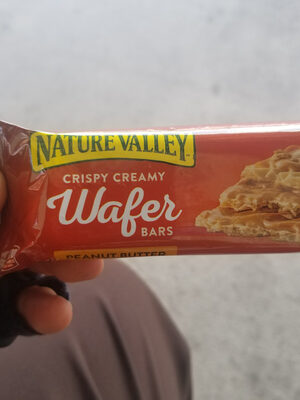 NATURE VALLEY
CRISPY CREAMY
Wafer
BARS
PEANUT BUTTER